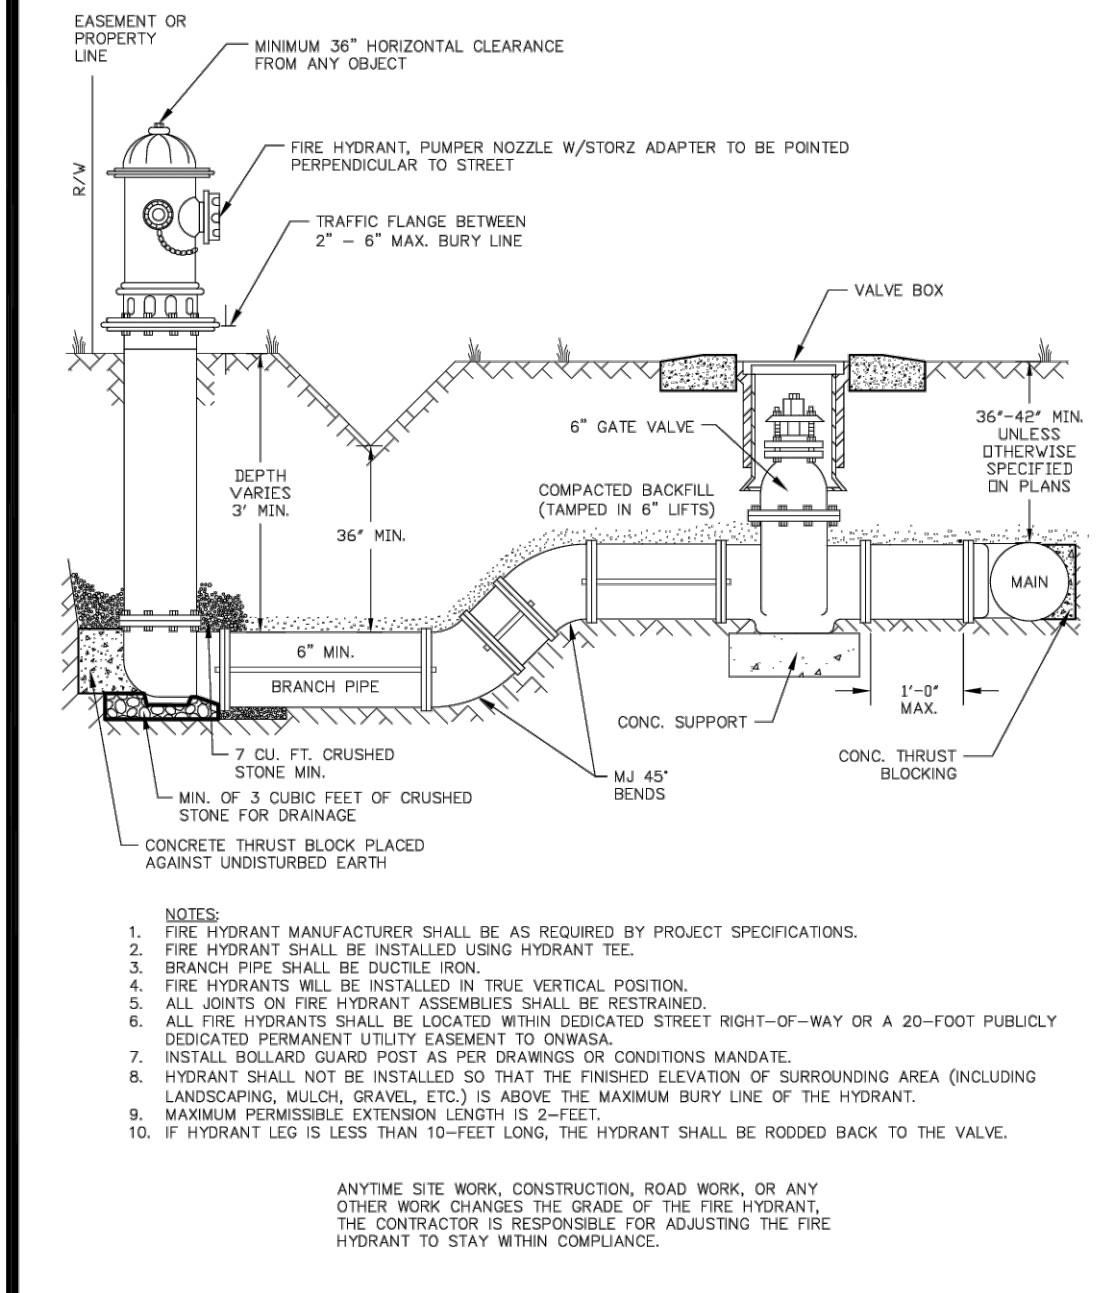 EASEMENT OR
PROPERTY
LINE
MINIMUM 36" HORIZONTAL CLEARANCE
FROM ANY OBJECT
R/W
FIRE HYDRANT, PUMPER NOZZLE W/STORZ ADAPTER TO BE POINTED
PERPENDICULAR TO STREET
TRAFFIC FLANGE BETWEEN
2" – 6" MAX. BURY LINE
VALVE BOX
6" GATE VALVE
36"-42" MIN.
UNLESS
OTHERWISE
SPECIFIED
ON PLANS
DEPTH
VARIES
3' MIN.
COMPACTED BACKFILL
(TAMPED IN 6" LIFTS)
36" MIN.
MAIN
6" MIN.
BRANCH PIPE
1'-0"
MAX.
CONC. SUPPORT
CONC. THRUST
BLOCKING
7 CU. FT. CRUSHED
STONE MIN.
MJ 45°
BENDS
MIN. OF 3 CUBIC FEET OF CRUSHED
STONE FOR DRAINAGE
CONCRETE THRUST BLOCK PLACED
AGAINST UNDISTURBED EARTH
NOTES:
1. FIRE HYDRANT MANUFACTURER SHALL BE AS REQUIRED BY PROJECT SPECIFICATIONS.
2. FIRE HYDRANT SHALL BE INSTALLED USING HYDRANT TEE.
3. BRANCH PIPE SHALL BE DUCTILE IRON.
4. FIRE HYDRANTS WILL BE INSTALLED IN TRUE VERTICAL POSITION.
5. ALL JOINTS ON FIRE HYDRANT ASSEMBLIES SHALL BE RESTRAINED.
6. ALL FIRE HYDRANTS SHALL BE LOCATED WITHIN DEDICATED STREET RIGHT-OF-WAY OR A 20-FOOT PUBLICLY
DEDICATED PERMANENT UTILITY EASEMENT TO ONWASA.
7. INSTALL BOLLARD GUARD POST AS PER DRAWINGS OR CONDITIONS MANDATE.
8. HYDRANT SHALL NOT BE INSTALLED SO THAT THE FINISHED ELEVATION OF SURROUNDING AREA (INCLUDING
LANDSCAPING, MULCH, GRAVEL, ETC.) IS ABOVE THE MAXIMUM BURY LINE OF THE HYDRANT.
9. MAXIMUM PERMISSIBLE EXTENSION LENGTH IS 2-FEET.
10. IF HYDRANT LEG IS LESS THAN 10-FEET LONG, THE HYDRANT SHALL BE RODDED BACK TO THE VALVE.
ANYTIME SITE WORK, CONSTRUCTION, ROAD WORK, OR ANY
OTHER WORK CHANGES THE GRADE OF THE FIRE HYDRANT,
THE CONTRACTOR IS RESPONSIBLE FOR ADJUSTING THE FIRE
HYDRANT TO STAY WITHIN COMPLIANCE.